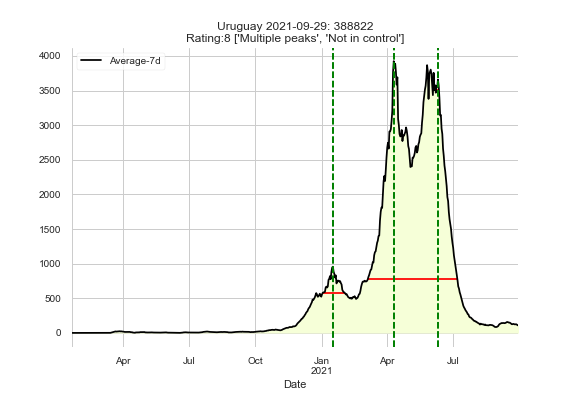 Uruguay 2021-09-29: 388822
Rating:8 ['Multiple peaks', 'Not in control']
4000
Average-7d
3500
3000
2500
2000
1500
1000
500
0
Apr Jul Oct Jan Apr Jul
2021
Date